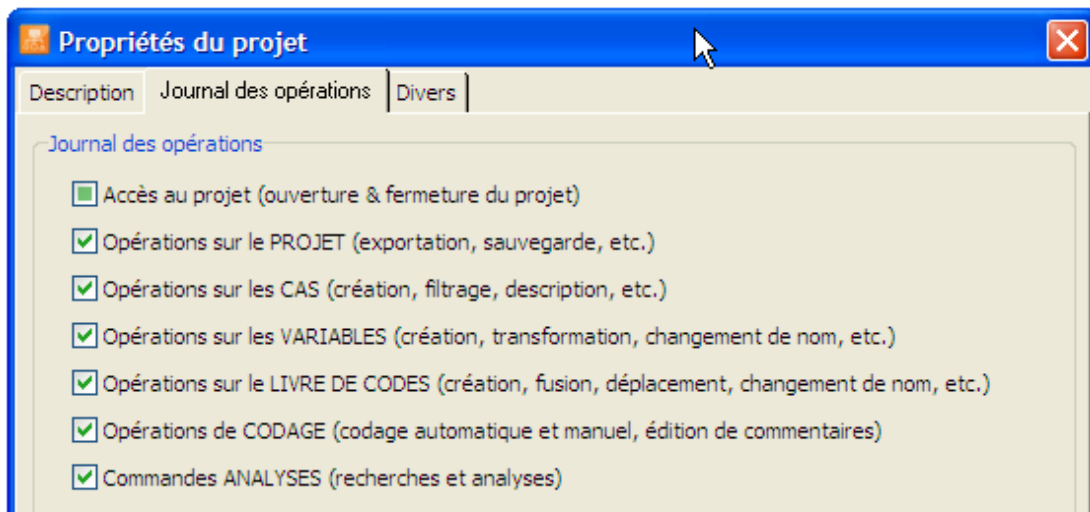 Propriétés du projet
Description Journal des opérations Divers
Journal des opérations
Accès au projet (ouverture & fermeture du projet)
Opérations sur le PROJET (exportation, sauvegarde, etc.)
Opérations sur les CAS (création, filtrage, description, etc.)
Opérations sur les VARIABLES (création, transformation, changement de nom, etc.)
Opérations sur le LIVRE DE CODES (création, fusion, déplacement, changement de nom, etc.)
Opérations de CODAGE (codage automatique et manuel, édition de commentaires)
Commandes ANALYSES (recherches et analyses)